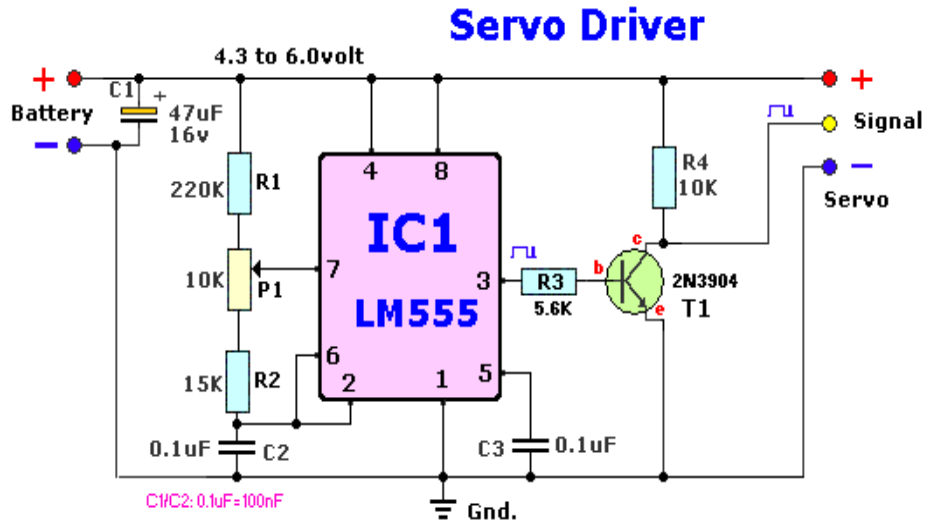 Servo Driver
4.3 to 6.0volt
+
+
C1
+
Battery
47uF
16v
Signal
−
−
Servo
4
8
R4
10K
220K
R1
IC1
LM555
c
10K
P1
7
3
R3
5.6K
b
2N3904
T1
e
6
15K
R2
2
1
5
0.1uF
C2
C3
0.1uF
C1/C2: 0.1uF=100nF
Gnd.